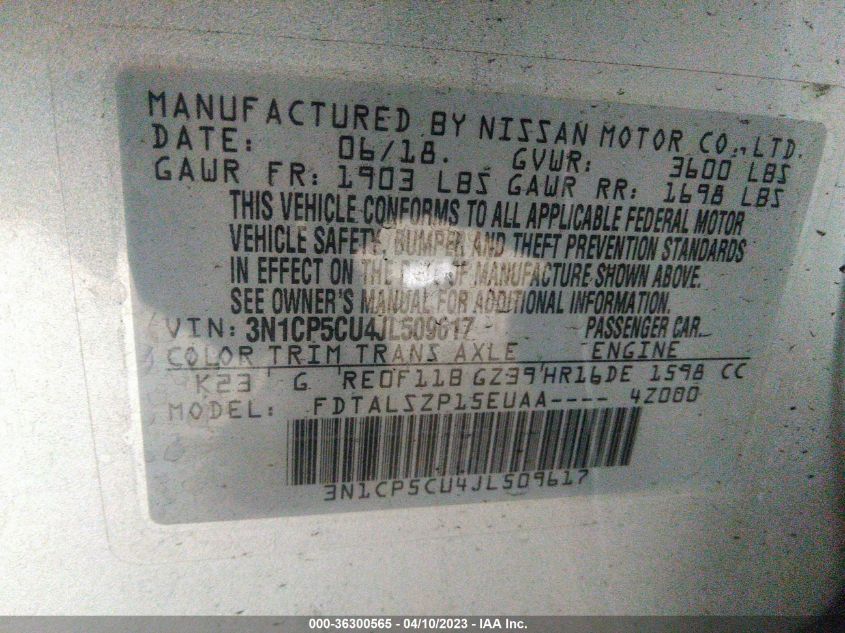 MANUFACTURED BY NISSAN MOTOR CO., LTD.
DATE: 06/18. GVWR: 3600 LBS
GAWR FR: 1903 LBS GAWR RR: 1698 LBS
THIS VEHICLE CONFORMS TO ALL APPLICABLE FEDERAL MOTOR
VEHICLE SAFETY, BUMPER AND THEFT PREVENTION STANDARDS
IN EFFECT ON THE DATE OF MANUFACTURE SHOWN ABOVE.
SEE OWNER'S MANUAL FOR ADDITIONAL INFORMATION.
VIN: 3N1CP5CU4JL509617 PASSENGER CAR
COLOR TRIM TRANS AXLE ENGINE
K23 G RE0F11B GZ39 HR16DE 1598 CC
MODEL: FDTALSZP15EUAA---- 4Z080
3N1CP5CU4JL509617
000-36300565 - 04/10/2023 - IAA Inc.